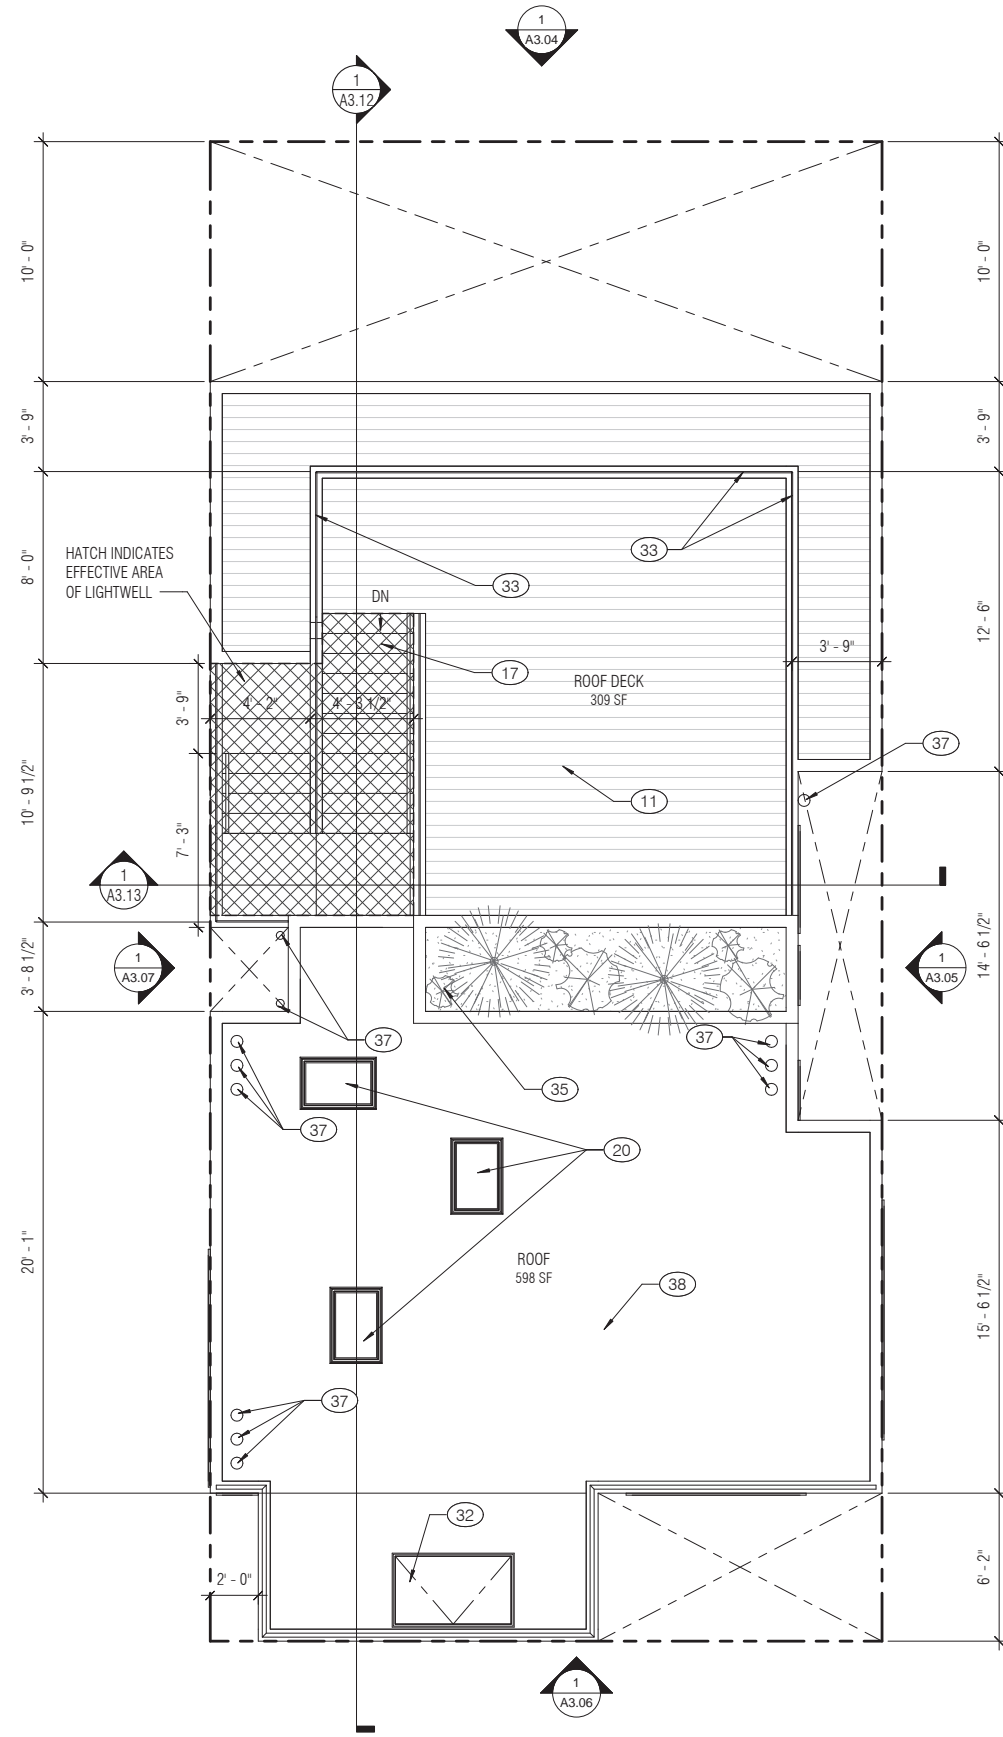 1
A3.04
1
A3.12
10' - 0"
10' - 0"
3' - 9"
3' - 9"
HATCH INDICATES
EFFECTIVE AREA
OF LIGHTWELL
8' - 0"
33
33
DN
12' - 6"
17
3' - 9"
ROOF DECK
309 SF
3' - 9"
4' - 2"
4' - 3 1/2"
37
10' - 9 1/2"
11
7' - 3"
1
A3.13
3' - 8 1/2"
1
A3.07
14' - 6 1/2"
1
A3.05
37
37
35
37
20
ROOF
598 SF
20' - 1"
38
15' - 6 1/2"
37
32
2' - 0"
6' - 2"
1
A3.06